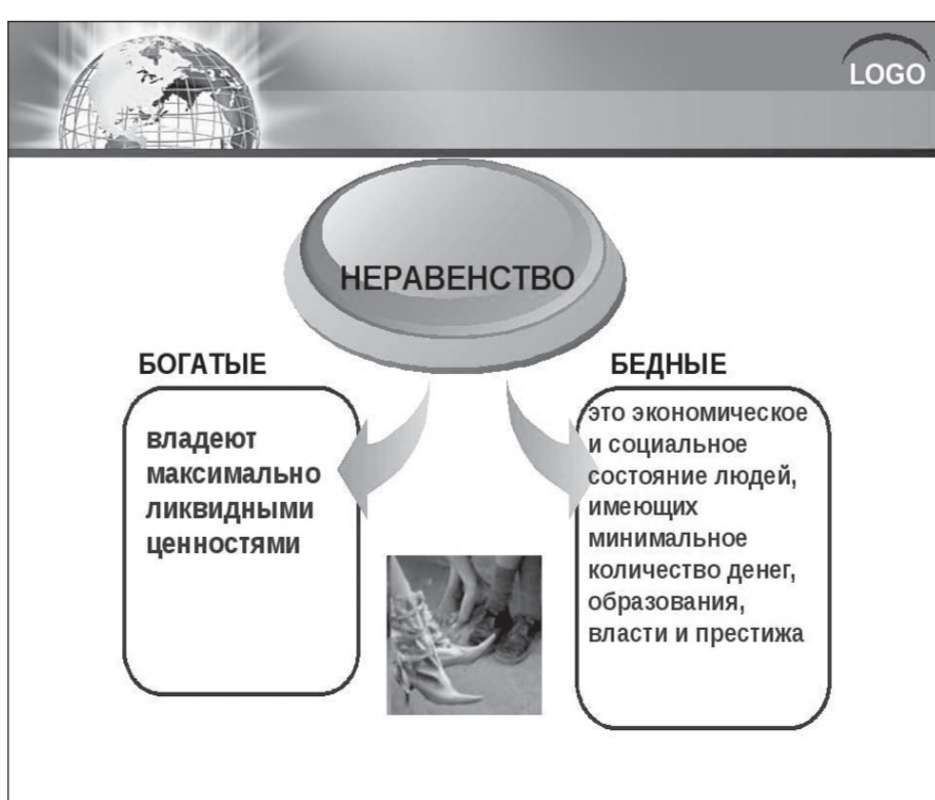 LOGO
НЕРАВЕНСТВО
БОГАТЫЕ
владеют
максимально
ликвидными
ценностями
БЕДНЫЕ
это экономическое
и социальное
состояние людей,
имеющих
минимальное
количество денег,
образования,
власти и престижа